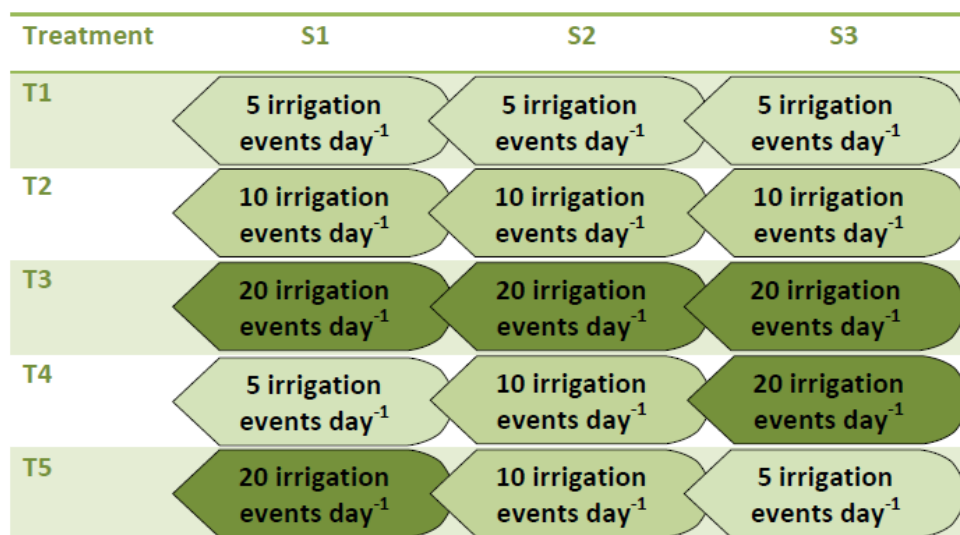 Treatment S1 S2 S3
T1
5 irrigation 5 irrigation 5 irrigation
events day⁻¹ events day⁻¹ events day⁻¹
T2
10 irrigation 10 irrigation 10 irrigation
events day⁻¹ events day⁻¹ events day⁻¹
T3
20 irrigation 20 irrigation 20 irrigation
events day⁻¹ events day⁻¹ events day⁻¹
T4
5 irrigation 10 irrigation 20 irrigation
events day⁻¹ events day⁻¹ events day⁻¹
T5
20 irrigation 10 irrigation 5 irrigation
events day⁻¹ events day⁻¹ events day⁻¹